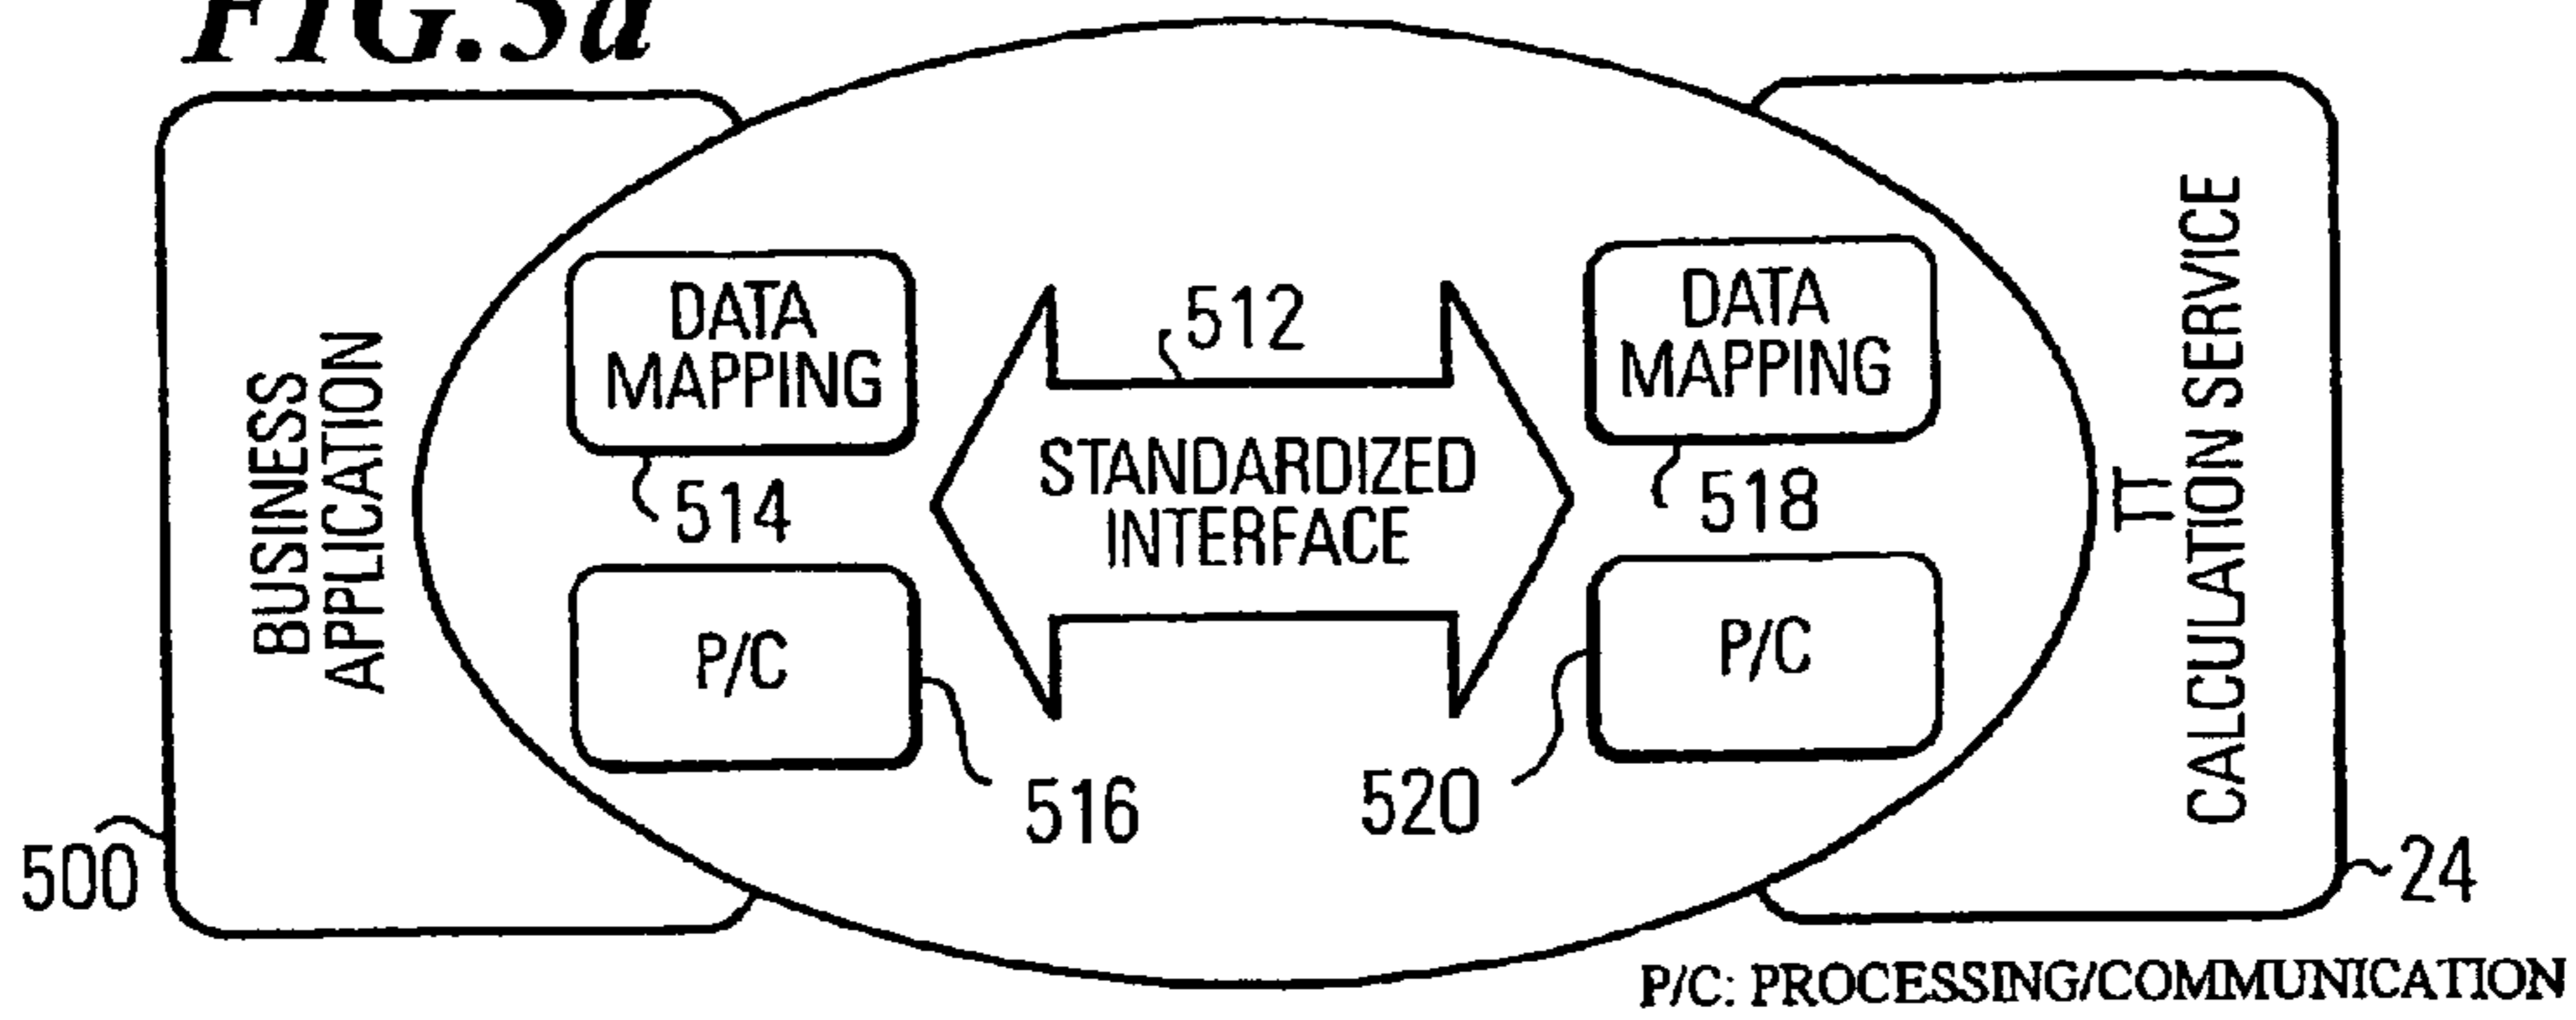 FIG.5a
BUSINESS
APPLICATION
DATA
MAPPING
514
P/C
516
512
STANDARDIZED
INTERFACE
DATA
MAPPING
518
P/C
520
TT
CALCULATION SERVICE
500
24
P/C: PROCESSING/COMMUNICATION